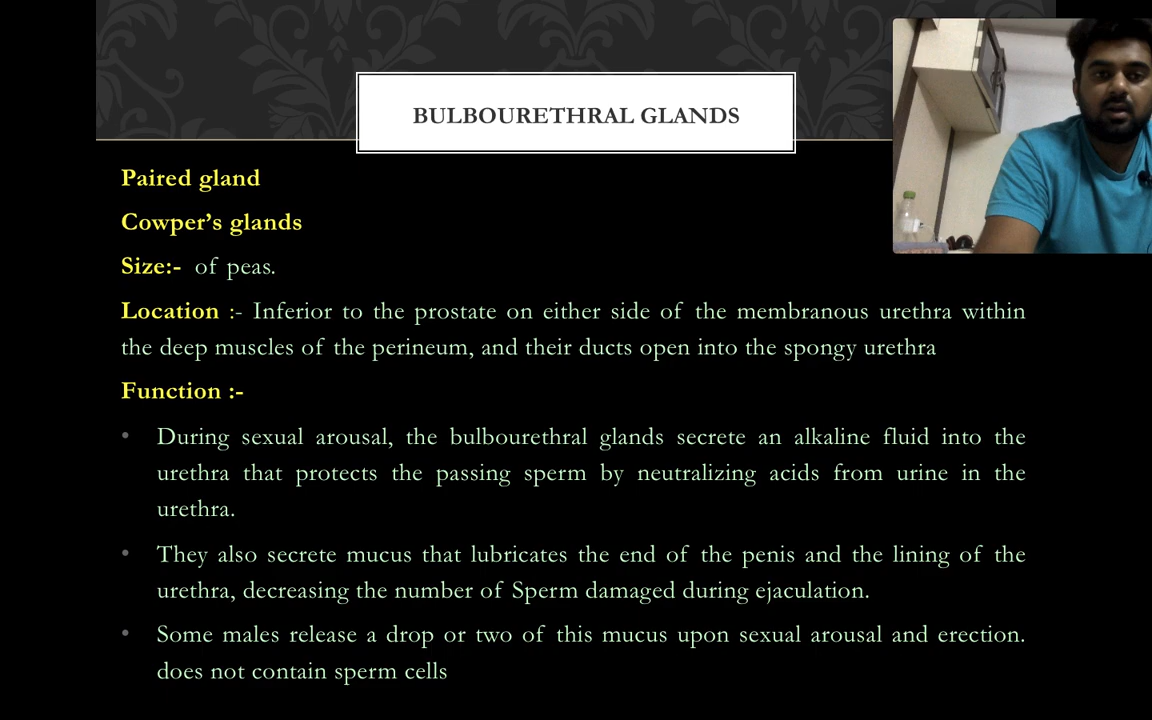 BULBOURETHRAL GLANDS
Paired gland
Cowper’s glands
Size:- of peas.
Location :- Inferior to the prostate on either side of the membranous urethra within
the deep muscles of the perineum, and their ducts open into the spongy urethra
Function :-
• During sexual arousal, the bulbourethral glands secrete an alkaline fluid into the
urethra that protects the passing sperm by neutralizing acids from urine in the
urethra.
• They also secrete mucus that lubricates the end of the penis and the lining of the
urethra, decreasing the number of Sperm damaged during ejaculation.
• Some males release a drop or two of this mucus upon sexual arousal and erection.
does not contain sperm cells